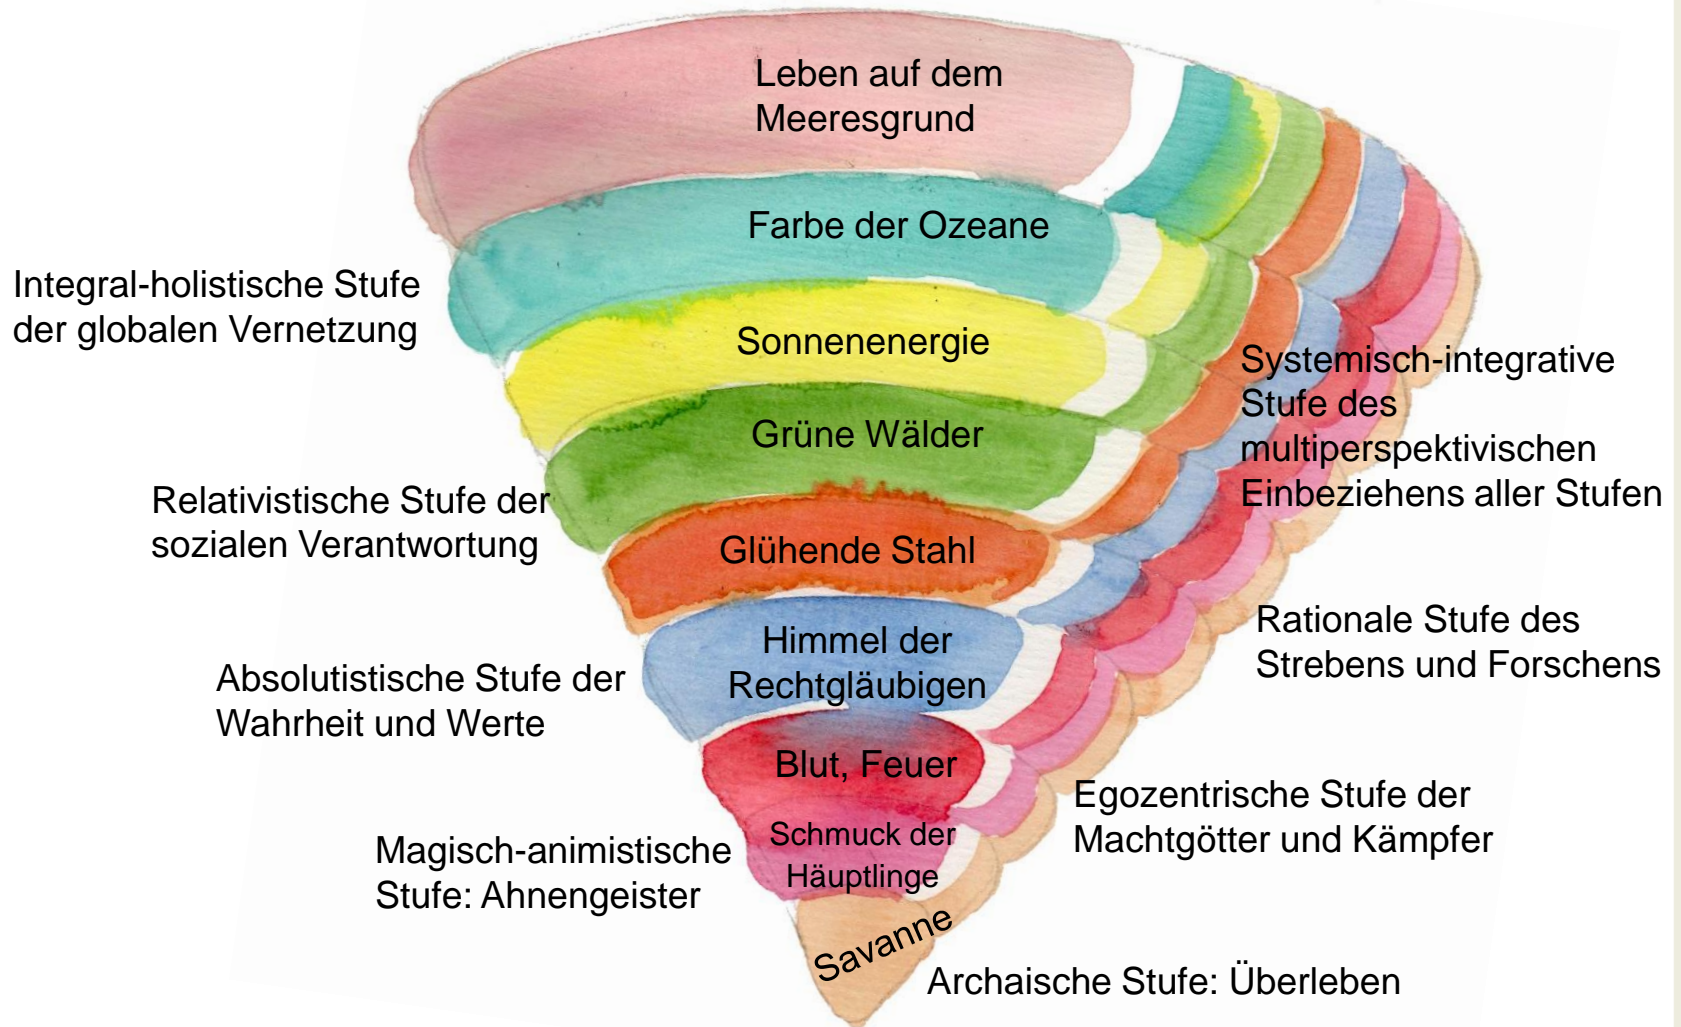 Leben auf dem
Meeresgrund
Farbe der Ozeane
Integral-holistische Stufe
der globalen Vernetzung
Sonnenenergie
Systemisch-integrative
Stufe des
multiperspektivischen
Einbeziehens aller Stufen
Grüne Wälder
Relativistische Stufe der
sozialen Verantwortung
Glühende Stahl
Rationale Stufe des
Strebens und Forschens
Himmel der
Rechtgläubigen
Absolutistische Stufe der
Wahrheit und Werte
Blut, Feuer
Egozentrische Stufe der
Machtgötter und Kämpfer
Schmuck der
Häuptlinge
Magisch-animistische
Stufe: Ahnengeister
Savanne
Archaische Stufe: Überleben